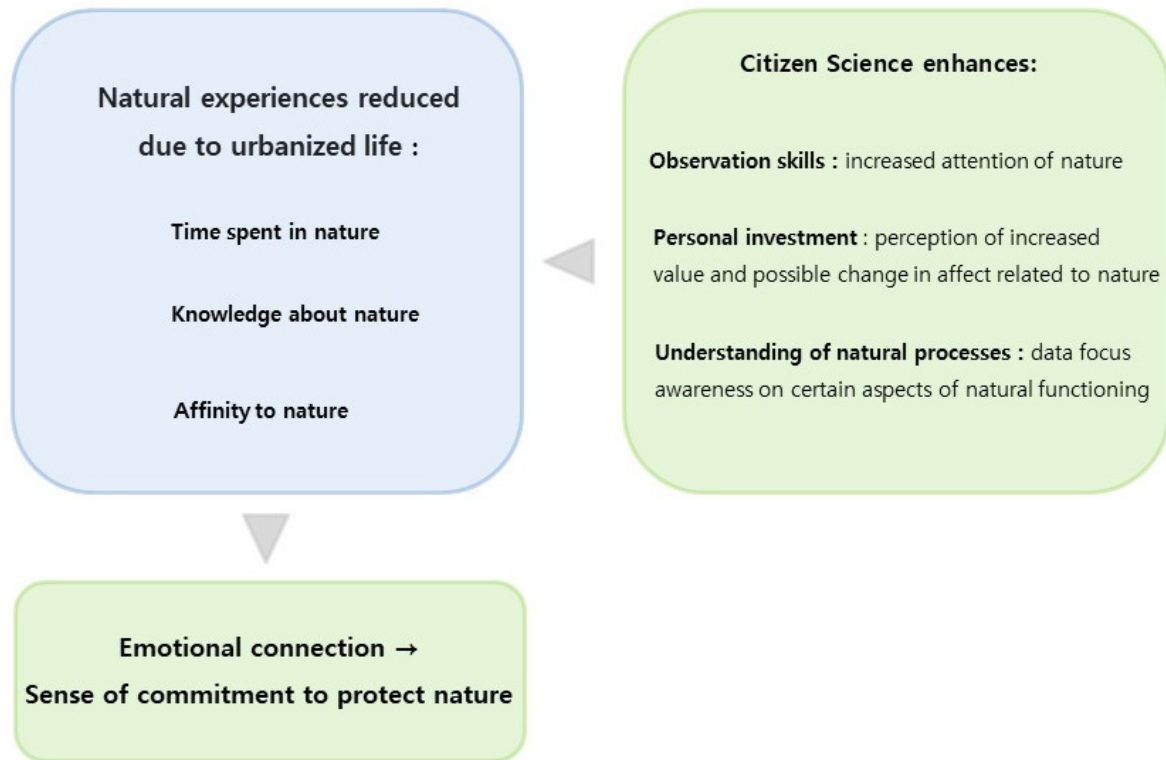 Natural experiences reduced
due to urbanized life :
Time spent in nature
Knowledge about nature
Affinity to nature
Citizen Science enhances:
Observation skills : increased attention of nature
Personal investment : perception of increased
value and possible change in affect related to nature
Understanding of natural processes : data focus
awareness on certain aspects of natural functioning
Emotional connection →
Sense of commitment to protect nature